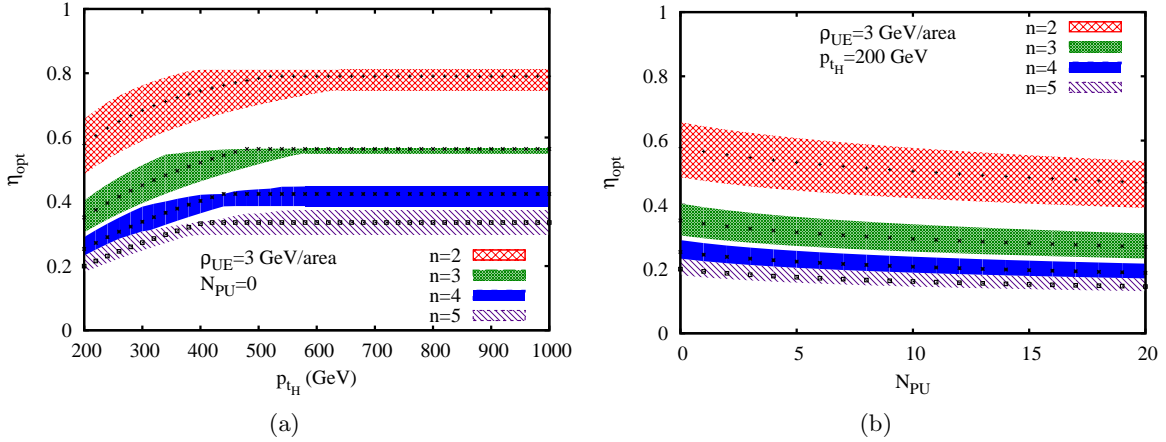 1
0.8
0.6
0.4
0.2
0
η_opt
200 300 400 500 600 700 800 900 1000
p_t_H (GeV)
ρ_UE=3 GeV/area
N_PU=0
n=2
n=3
n=4
n=5
(a)
1
0.8
0.6
0.4
0.2
0
η_opt
0 5 10 15 20
N_PU
ρ_UE=3 GeV/area
p_t_H=200 GeV
n=2
n=3
n=4
n=5
(b)